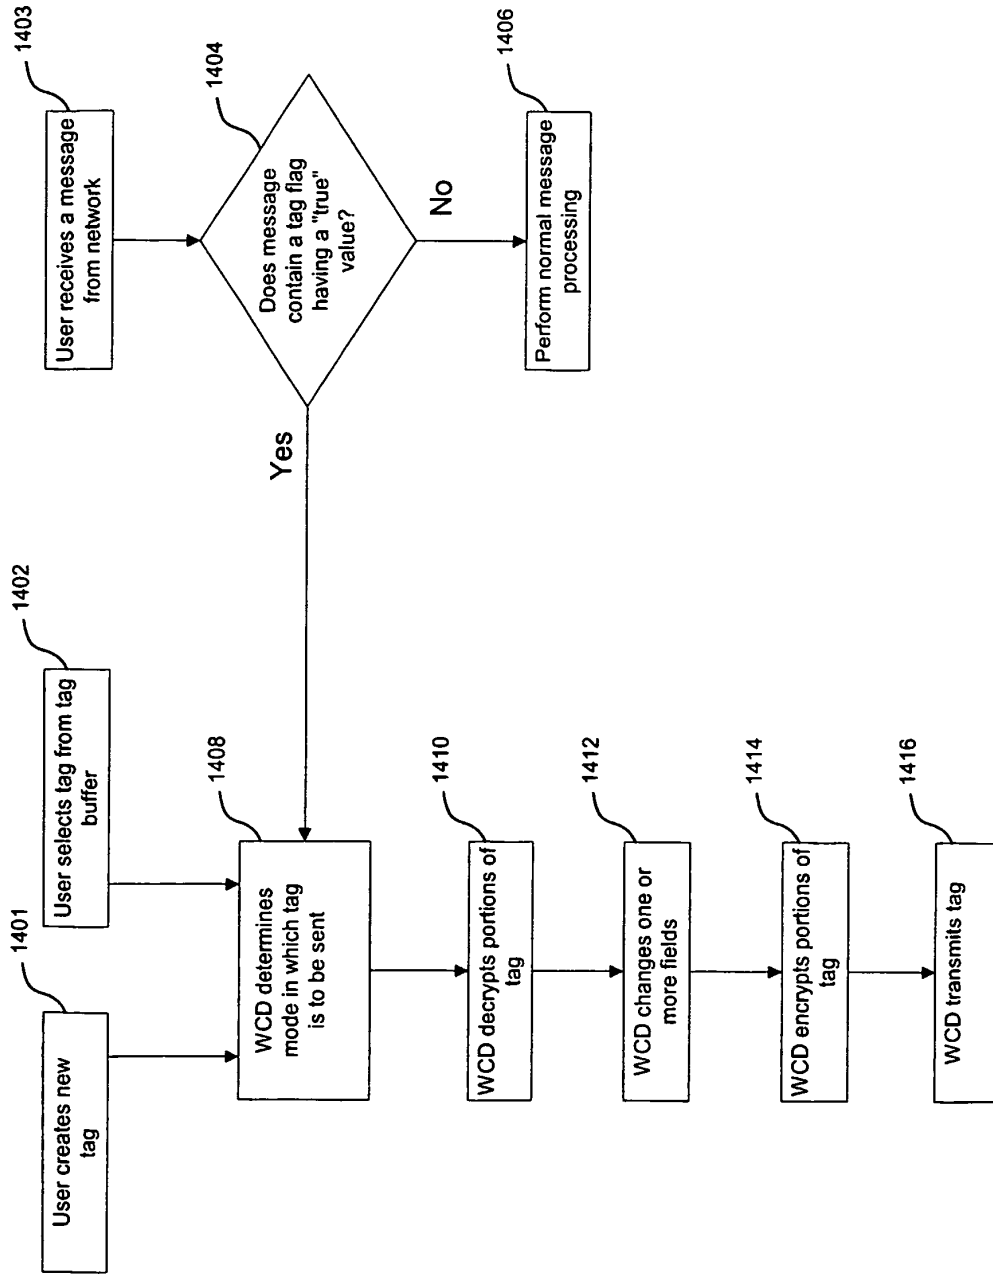 1401
User creates new
tag
1402
User selects tag from tag
buffer
1403
User receives a message
from network
1404
Does message
contain a tag flag
having a "true"
value?
Yes
No
1406
Perform normal message
processing
1408
WCD determines
mode in which tag
is to be sent
1410
WCD decrypts portions of
tag
1412
WCD changes one or
more fields
1414
WCD encrypts portions of
tag
1416
WCD transmits tag